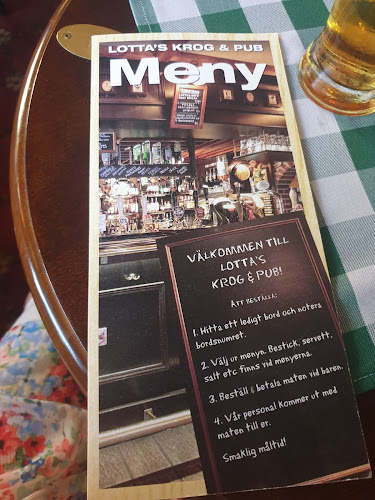 LOTTA'S KROG & PUB
Meny
VÄLKOMMEN TILL
LOTTA'S
KROG & PUB!
ATT BESTÄLLA:
1. Hitta ett ledigt bord och notera
bordsnumret.
2. Välj ur menyn. Bestick, servett,
salt etc finns vid menyerna.
3. Beställ & betala maten vid baren.
4. Vår personal kommer ut med
maten till er.
Smaklig måltid!